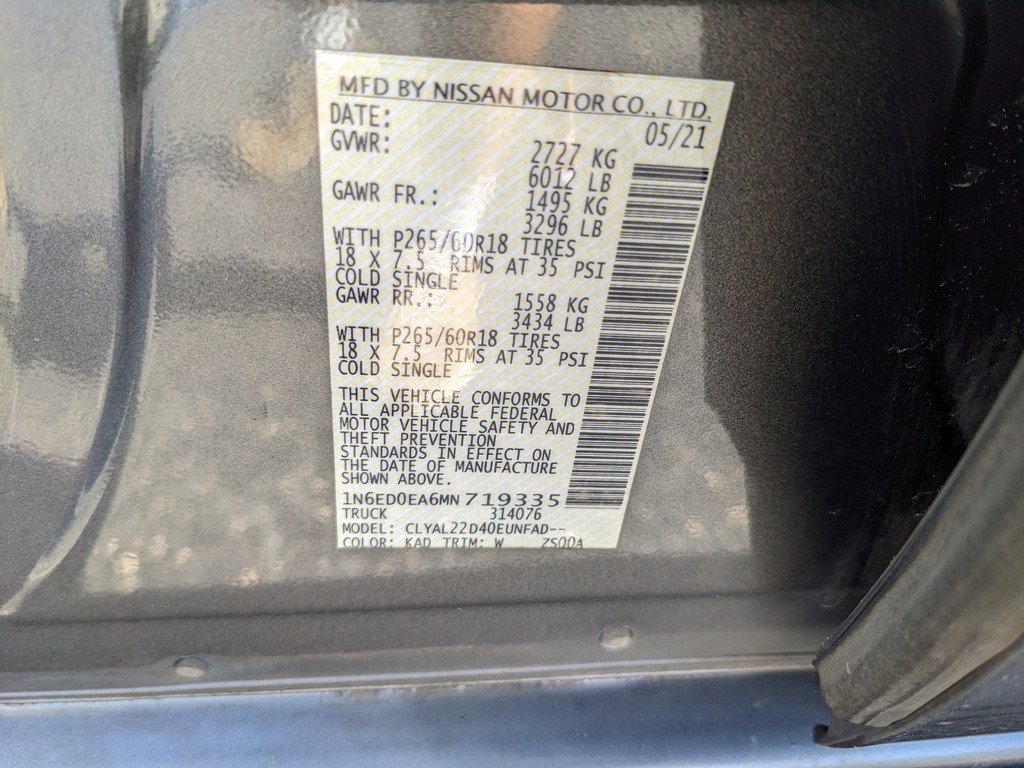 MFD BY NISSAN MOTOR CO., LTD.
DATE: 05/21
GVWR: 2727 KG
6012 LB
GAWR FR.: 1495 KG
3296 LB
WITH P265/60R18 TIRES
18 X 7.5 RIMS AT 35 PSI
COLD SINGLE
GAWR RR.: 1558 KG
3434 LB
WITH P265/60R18 TIRES
18 X 7.5 RIMS AT 35 PSI
COLD SINGLE
THIS VEHICLE CONFORMS TO
ALL APPLICABLE FEDERAL
MOTOR VEHICLE SAFETY AND
THEFT PREVENTION
STANDARDS IN EFFECT ON
THE DATE OF MANUFACTURE
SHOWN ABOVE.
1N6ED0EA6MN 719335
TRUCK 314076
MODEL: CLYAL22D40EUNFAD--
COLOR: KAD TRIM: W